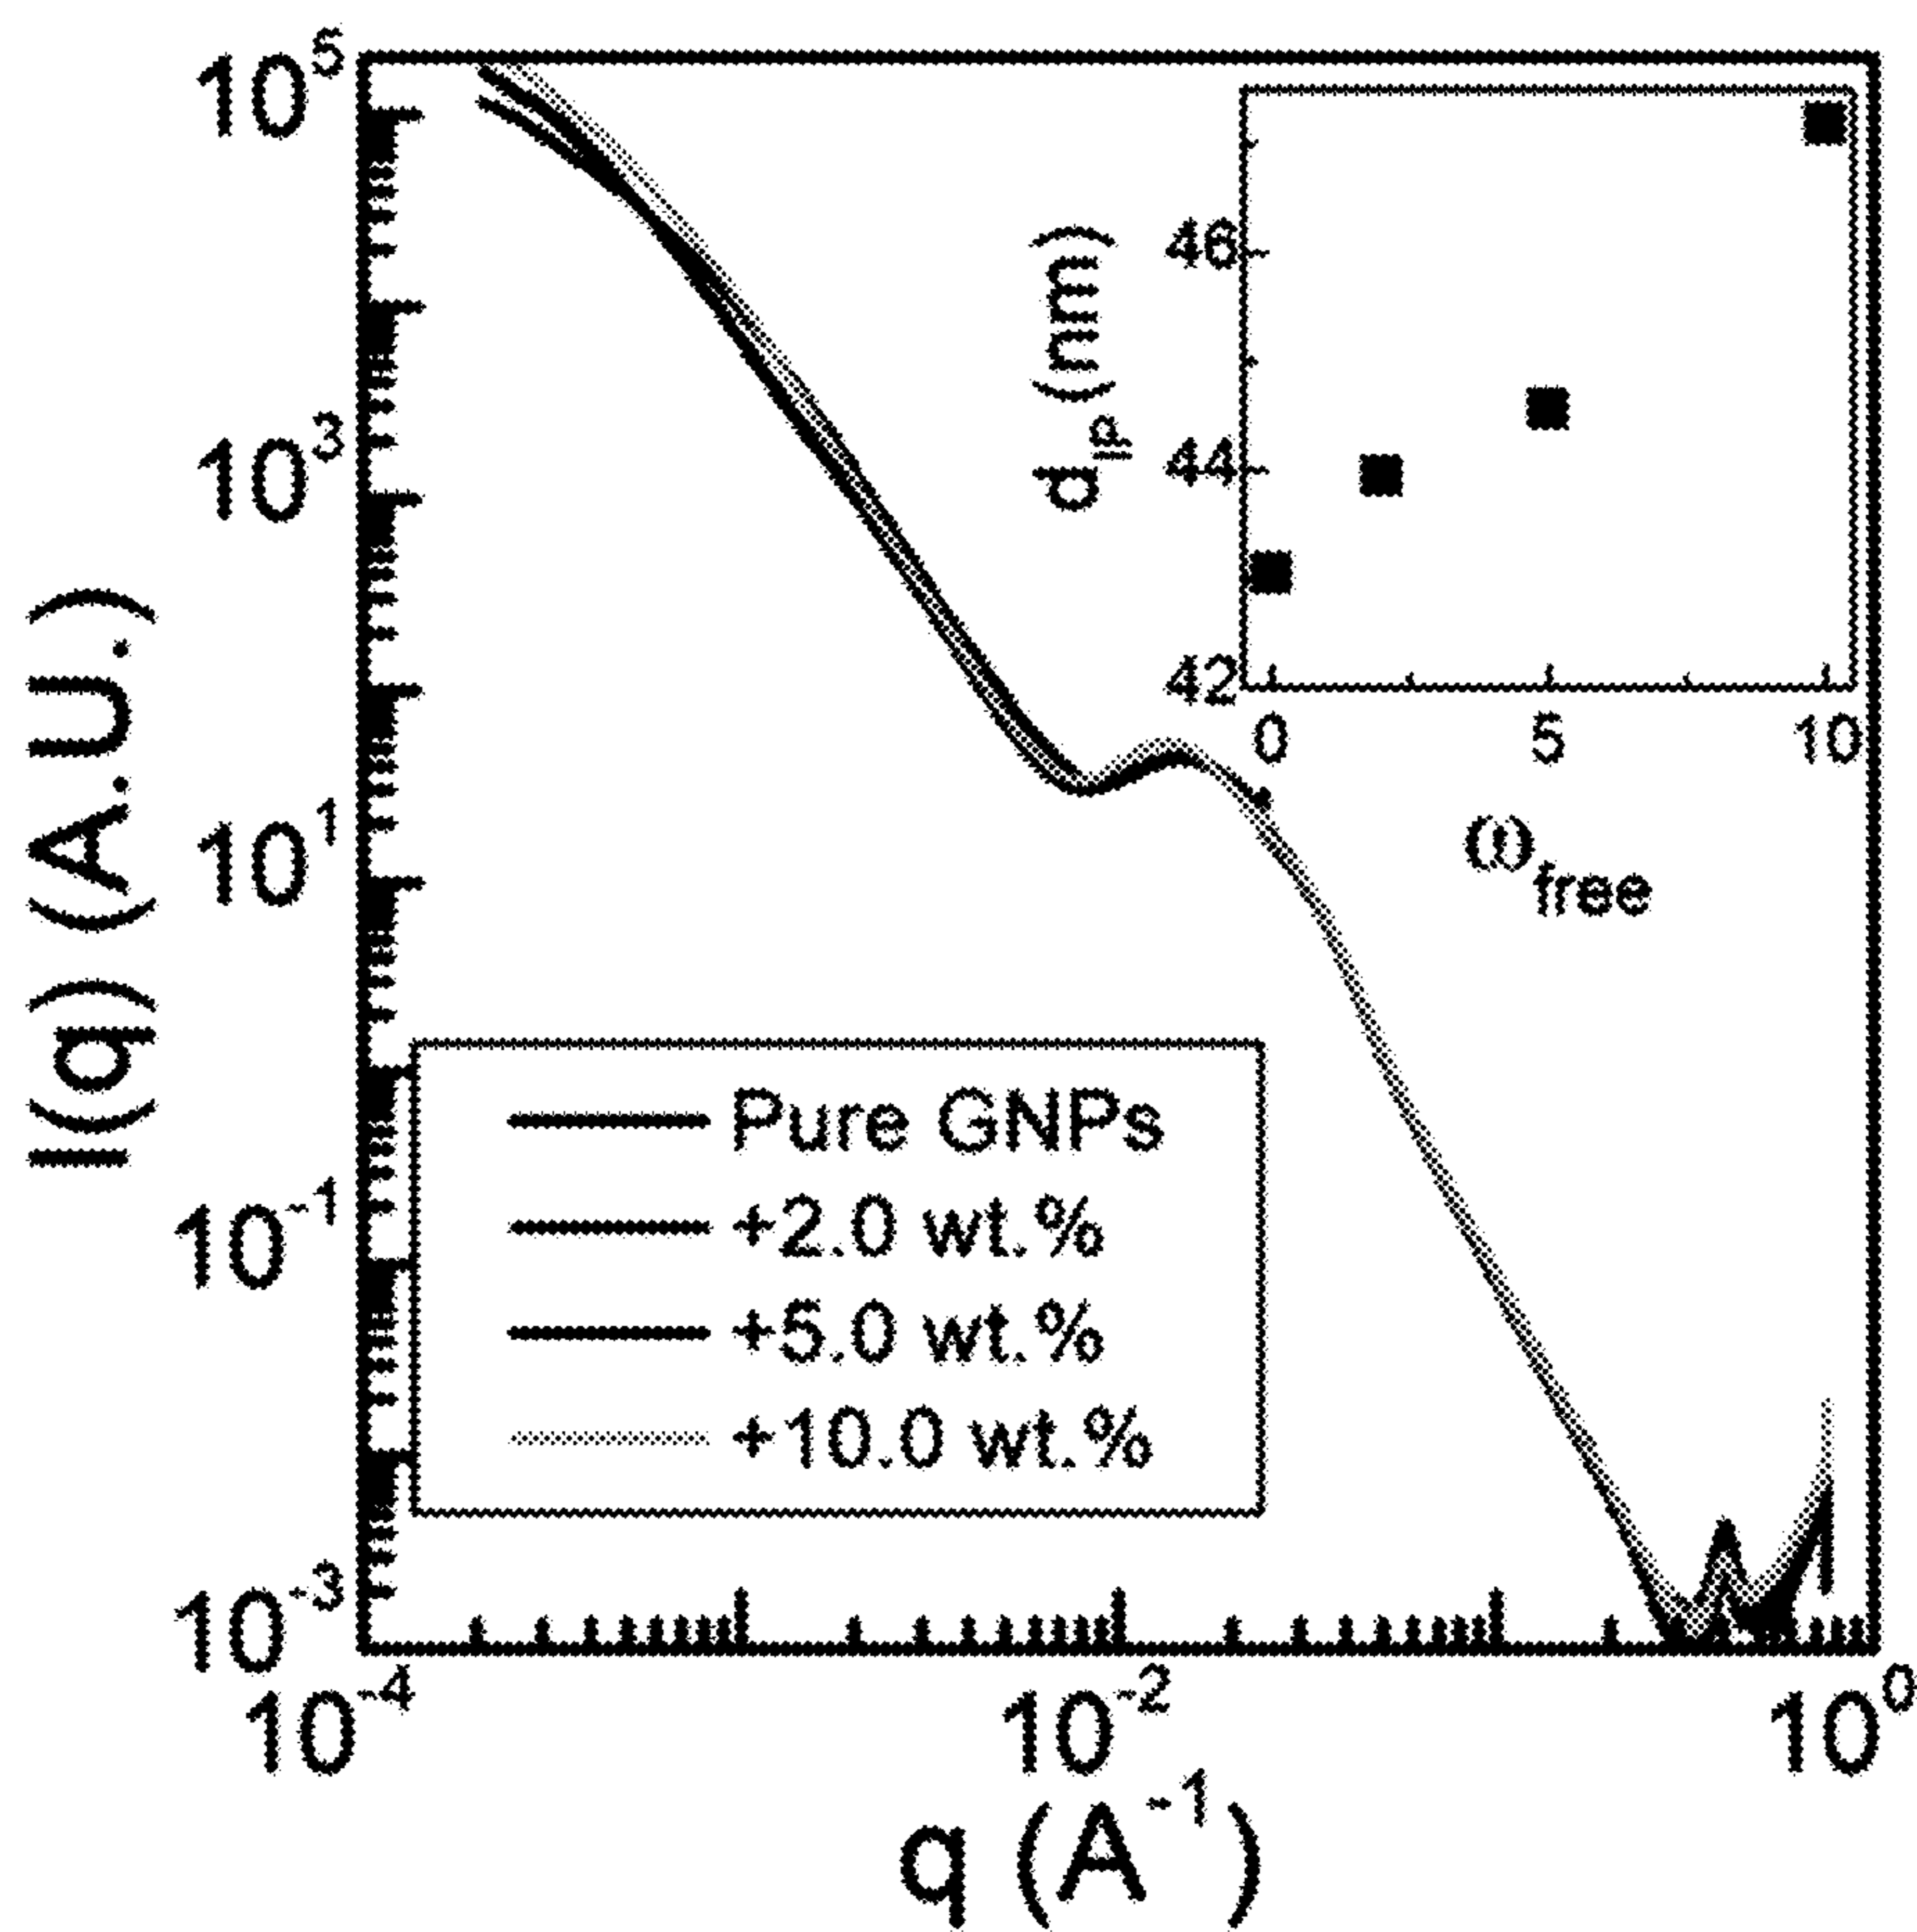 I(q) (A.U.)
10^5
10^3
10^1
10^-1
10^-3
10^-4
10^-2
10^0
q (A^-1)
Pure GNPs
+2.0 wt.%
+5.0 wt.%
+10.0 wt.%
d_p (nm)
46
44
42
0
5
10
ω_free